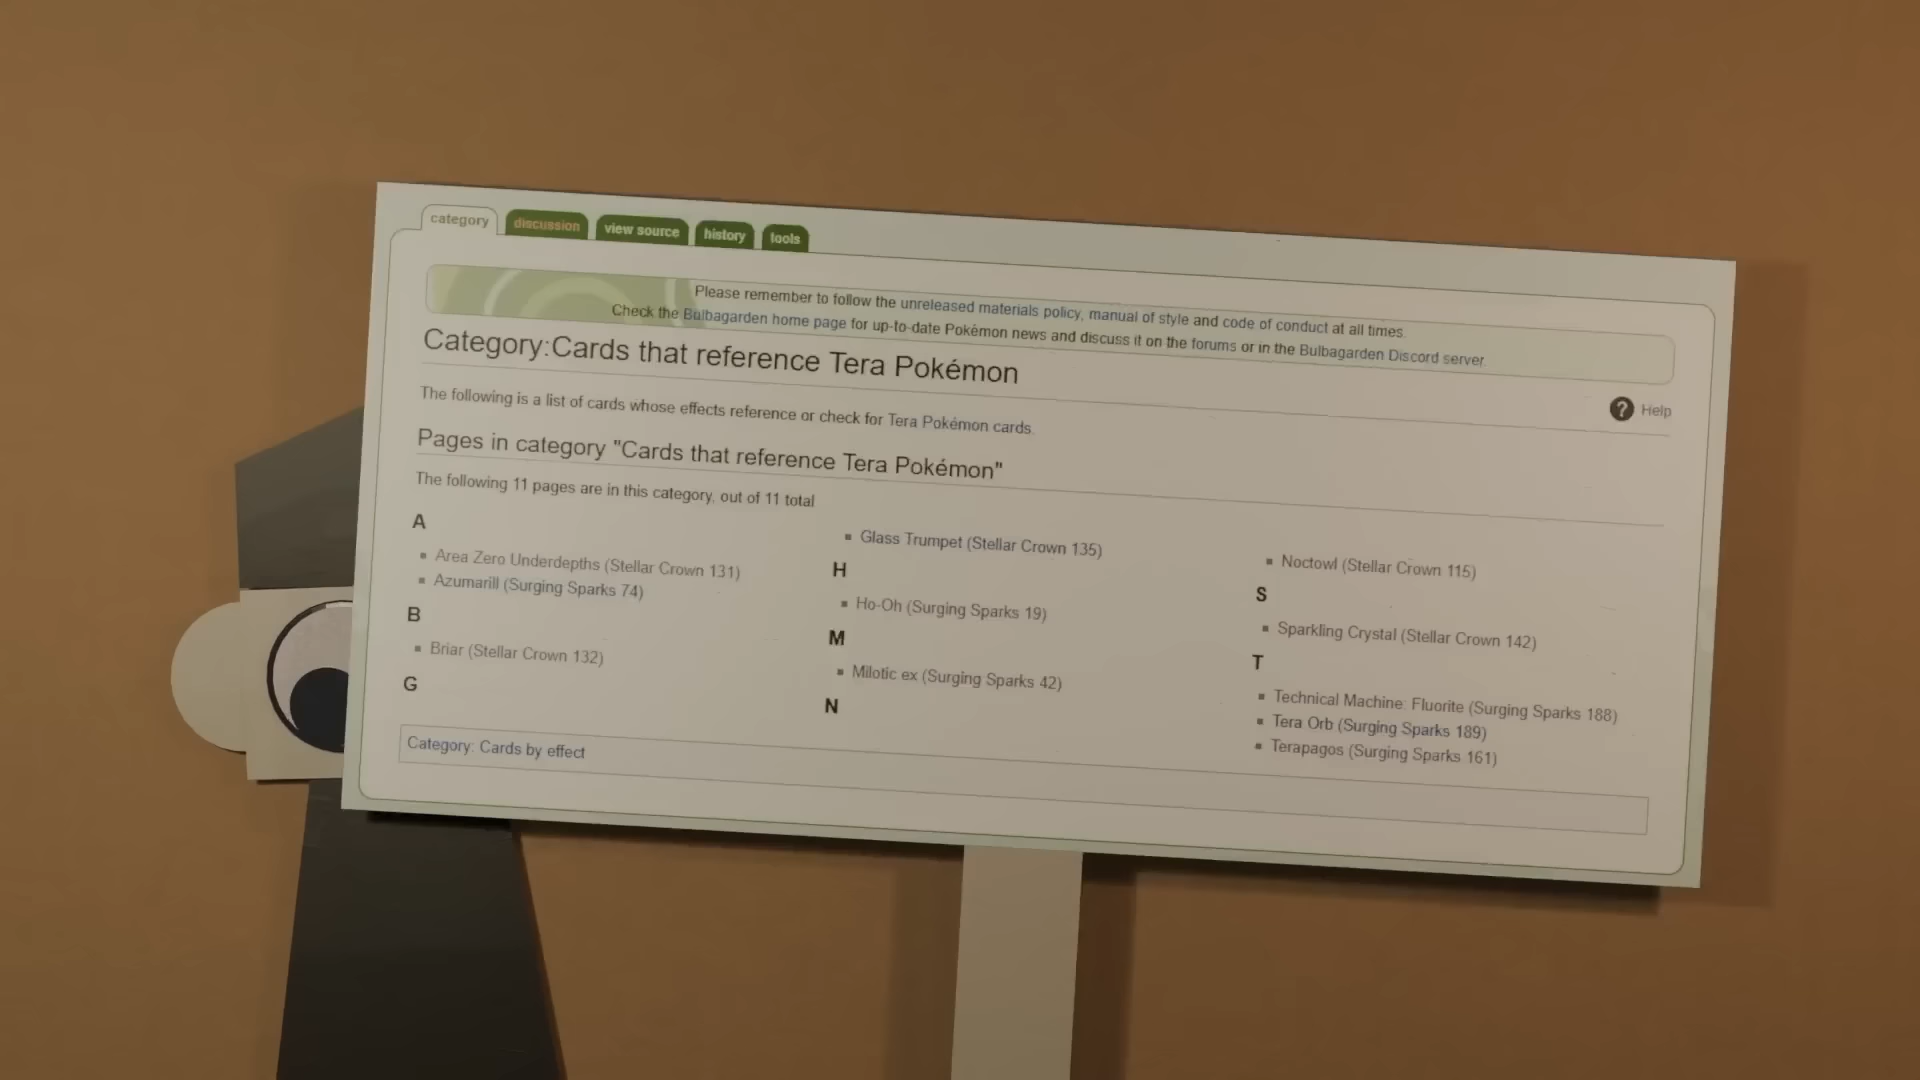 category
discussion
view source
history
tools
Please remember to follow the unreleased materials policy, manual of style and code of conduct at all times.
Check the Bulbagarden home page for up-to-date Pokémon news and discuss it on the forums or in the Bulbagarden Discord server.
Category:Cards that reference Tera Pokémon
? Help
The following is a list of cards whose effects reference or check for Tera Pokémon cards.
Pages in category "Cards that reference Tera Pokémon"
The following 11 pages are in this category, out of 11 total
A
Area Zero Underdepths (Stellar Crown 131)
Azumarill (Surging Sparks 74)
B
Briar (Stellar Crown 132)
G
Glass Trumpet (Stellar Crown 135)
H
Ho-Oh (Surging Sparks 19)
M
Milotic ex (Surging Sparks 42)
N
Noctowl (Stellar Crown 115)
S
Sparkling Crystal (Stellar Crown 142)
T
Technical Machine: Fluorite (Surging Sparks 188)
Tera Orb (Surging Sparks 189)
Terapagos (Surging Sparks 161)
Category: Cards by effect